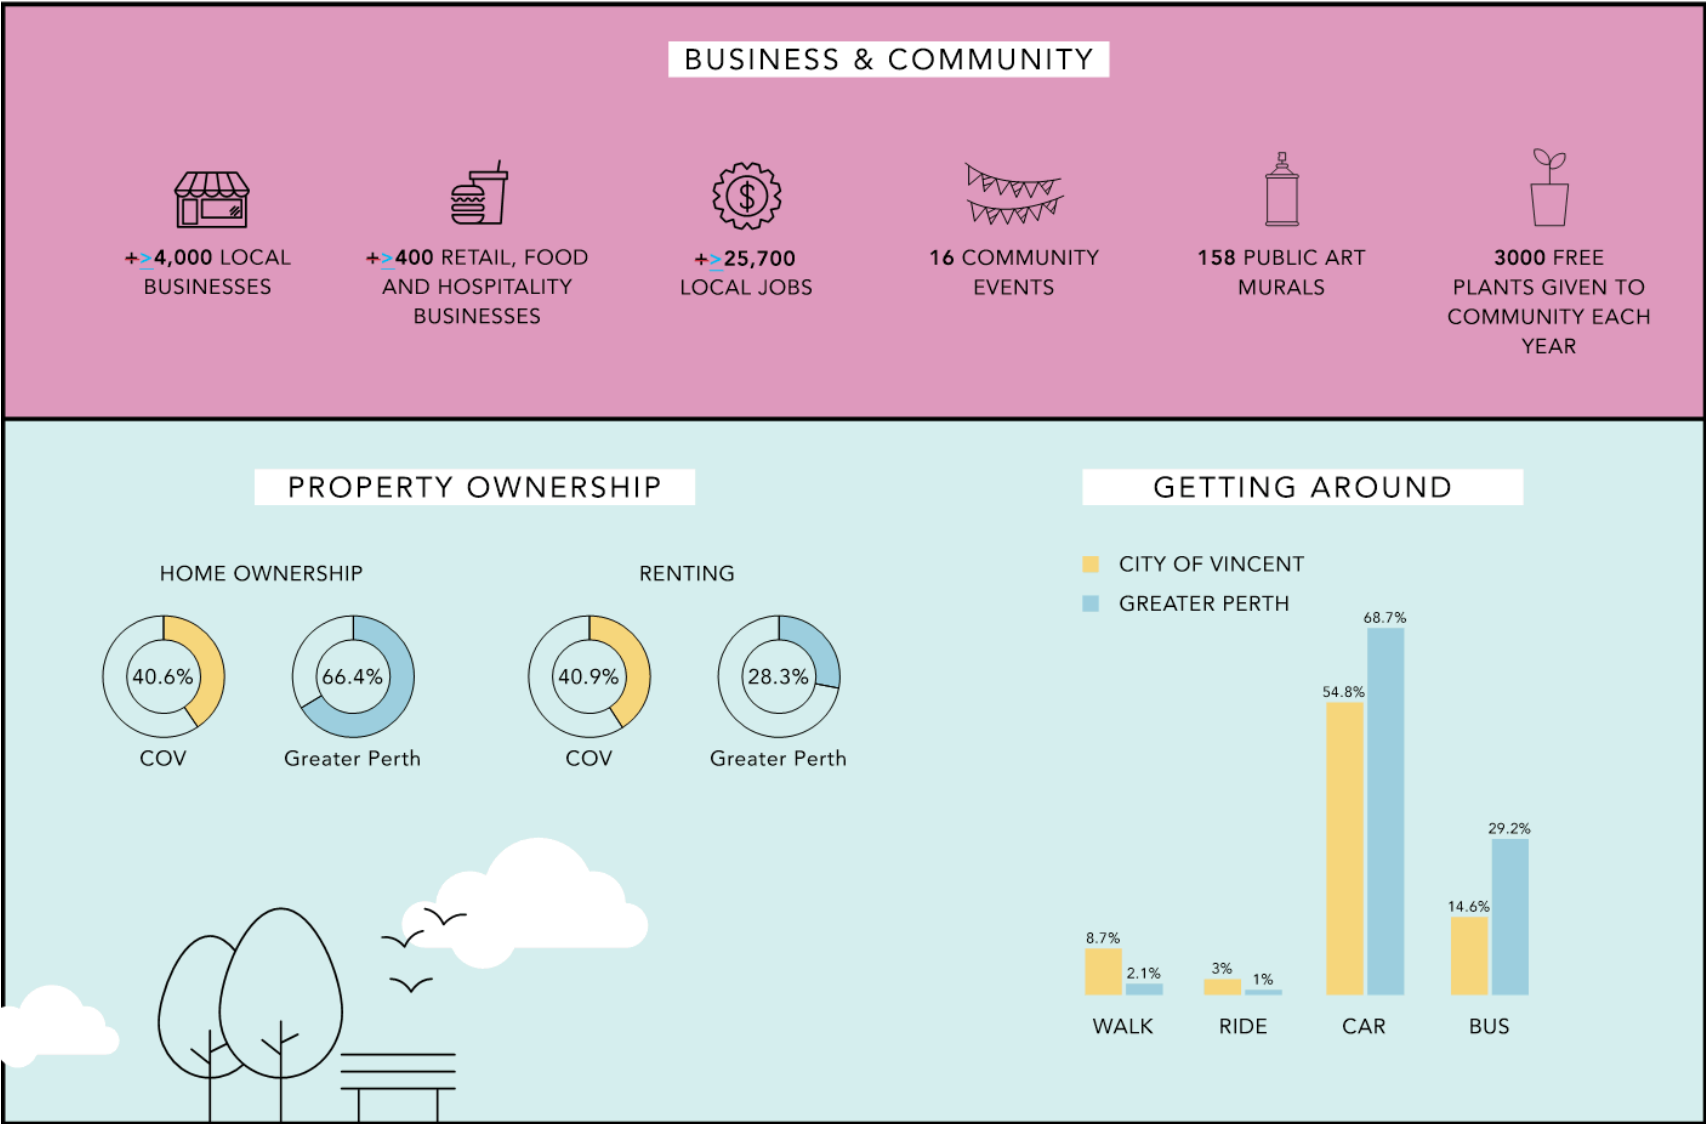 BUSINESS & COMMUNITY
+>4,000 LOCAL
BUSINESSES
+>400 RETAIL, FOOD
AND HOSPITALITY
BUSINESSES
+>25,700
LOCAL JOBS
16 COMMUNITY
EVENTS
158 PUBLIC ART
MURALS
3000 FREE
PLANTS GIVEN TO
COMMUNITY EACH
YEAR
PROPERTY OWNERSHIP
HOME OWNERSHIP
40.6%
COV
66.4%
Greater Perth
RENTING
40.9%
COV
28.3%
Greater Perth
GETTING AROUND
CITY OF VINCENT
GREATER PERTH
8.7%
2.1%
WALK
3%
1%
RIDE
54.8%
68.7%
CAR
14.6%
29.2%
BUS